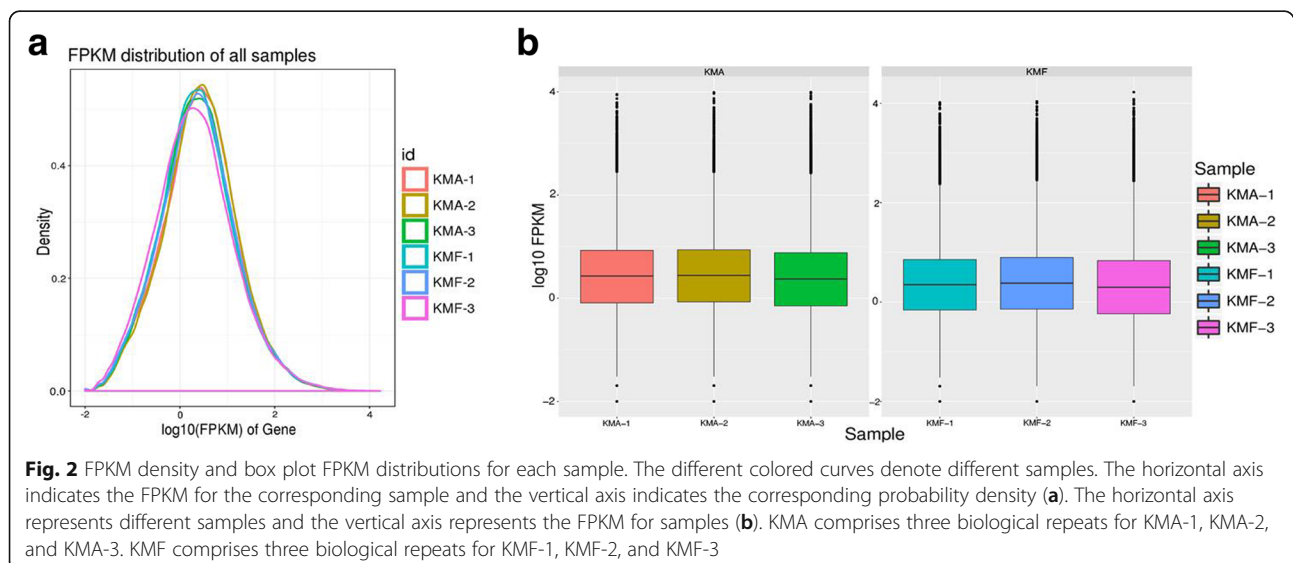 a
FPKM distribution of all samples
Density
0.4
0.2
0.0
-2
0
2
4
log10(FPKM) of Gene
id
KMA-1
KMA-2
KMA-3
KMF-1
KMF-2
KMF-3
b
KMA
KMF
log10 FPKM
4
2
0
−2
4
2
0
−2
KMA−1
KMA−2
KMA−3
KMF−1
KMF−2
KMF−3
Sample
Sample
KMA−1
KMA−2
KMA−3
KMF−1
KMF−2
KMF−3
Fig. 2 FPKM density and box plot FPKM distributions for each sample. The different colored curves denote different samples. The horizontal axis
indicates the FPKM for the corresponding sample and the vertical axis indicates the corresponding probability density (a). The horizontal axis
represents different samples and the vertical axis represents the FPKM for samples (b). KMA comprises three biological repeats for KMA-1, KMA-2,
and KMA-3. KMF comprises three biological repeats for KMF-1, KMF-2, and KMF-3